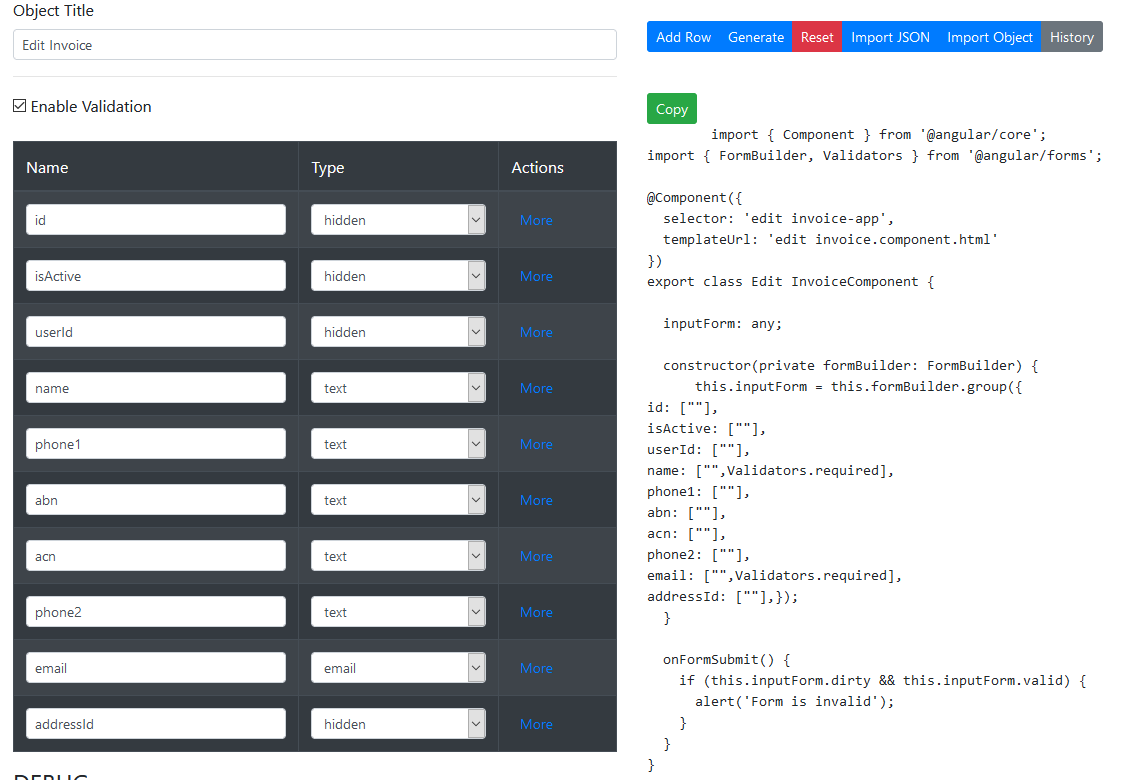 Object Title
Edit Invoice
Enable Validation
Name Type Actions
id hidden More
isActive hidden More
userId hidden More
name text More
phone1 text More
abn text More
acn text More
phone2 text More
email email More
addressId hidden More
DEBUG
Add Row Generate Reset Import JSON Import Object History
Copy
import { Component } from '@angular/core';
import { FormBuilder, Validators } from '@angular/forms';
@Component({
selector: 'edit invoice-app',
templateUrl: 'edit invoice.component.html'
})
export class Edit InvoiceComponent {
inputForm: any;
constructor(private formBuilder: FormBuilder) {
this.inputForm = this.formBuilder.group({
id: [""],
isActive: [""],
userId: [""],
name: ["",Validators.required],
phone1: [""],
abn: [""],
acn: [""],
phone2: [""],
email: ["",Validators.required],
addressId: [""],});
}
onFormSubmit() {
if (this.inputForm.dirty && this.inputForm.valid) {
alert('Form is invalid');
}
}
}